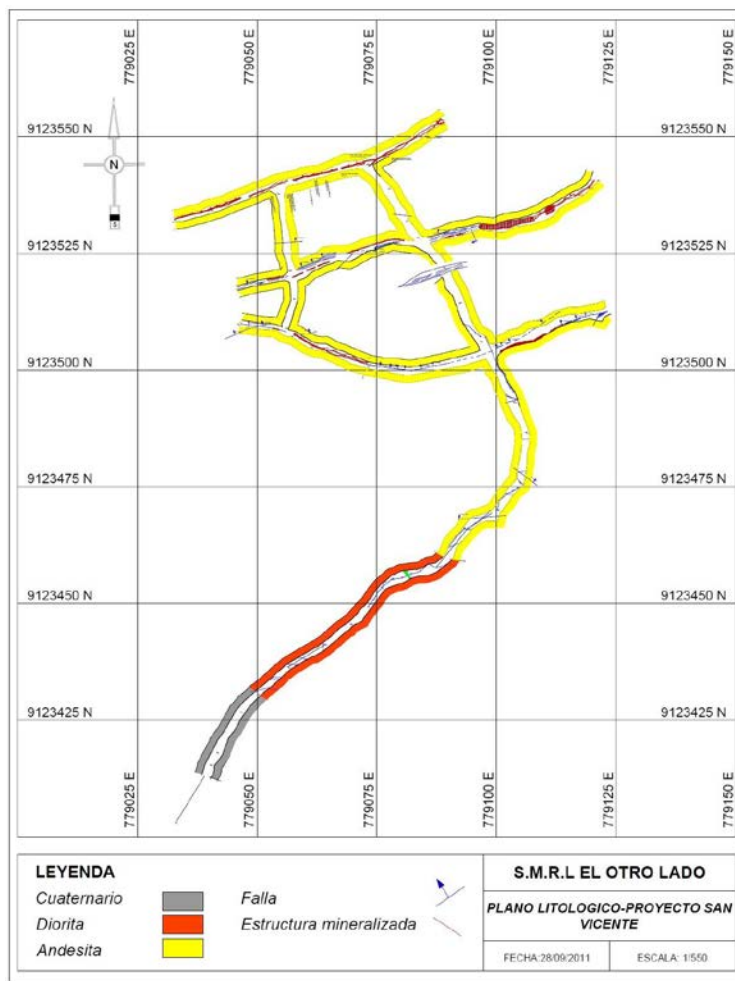 779025 E
779050 E
779075 E
779100 E
779125 E
779150 E
9123550 N
9123550 N
N
9123525 N
9123525 N
9123500 N
9123500 N
9123475 N
9123475 N
9123450 N
9123450 N
9123425 N
9123425 N
779025 E
779050 E
779075 E
779100 E
779125 E
779150 E
LEYENDA
Cuaternario
Diorita
Andesita
Falla
Estructura mineralizada
S.M.R.L EL OTRO LADO
PLANO LITOLOGICO-PROYECTO SAN
VICENTE
FECHA:28/09/2011
ESCALA: 1/550